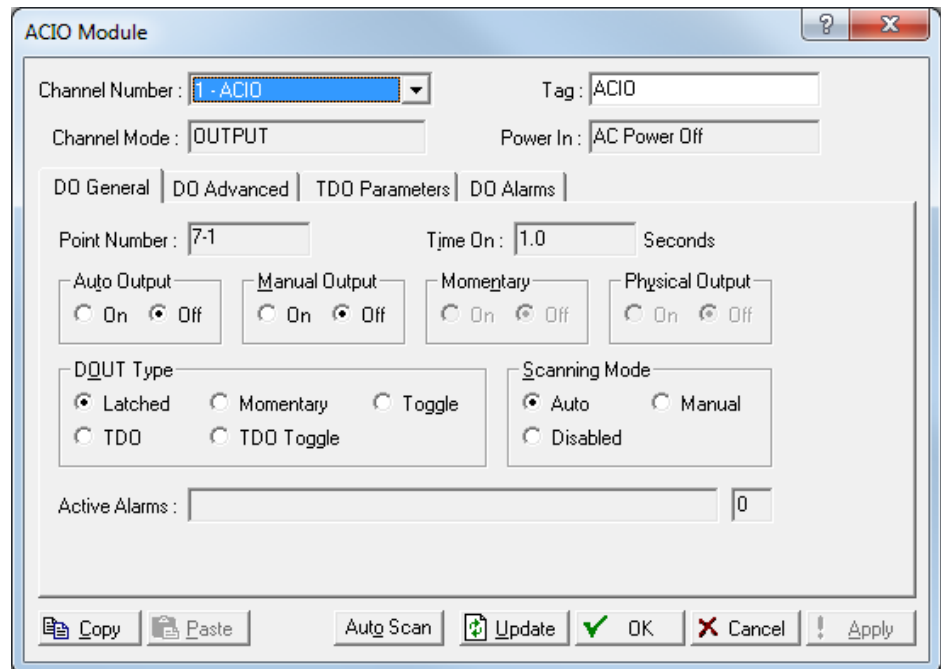 ACIO Module
Channel Number : 1 - ACIO Tag : ACIO
Channel Mode : OUTPUT Power In : AC Power Off
DO General DO Advanced TDO Parameters DO Alarms
Point Number : 7-1 Time On : 1.0 Seconds
Auto Output Manual Output Momentary Physical Output
On Off On Off On Off On Off
DOUT Type Scanning Mode
Latched Momentary Toggle Auto Manual
TDO TDO Toggle Disabled
Active Alarms : 0
Copy Paste Auto Scan Update OK Cancel ! Apply